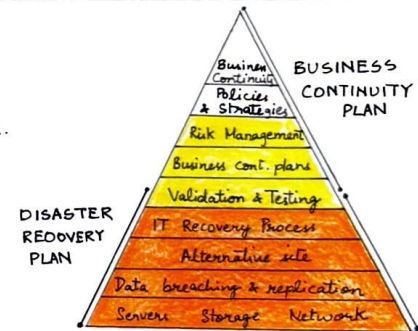 Business
Continuity
Policies
& Strategies
Risk Management
Business cont. plans
Validation & Testing
IT Recovery Process
Alternative site
Data breaching & replication
Servers Storage Network
BUSINESS
CONTINUITY
PLAN
DISASTER
RECOVERY
PLAN